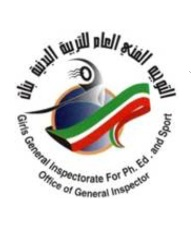 التوجيه الفني العام للتربية البدنية بنات
Girls General Inspectorate For Ph. Ed. and Sport
Office of General Inspector